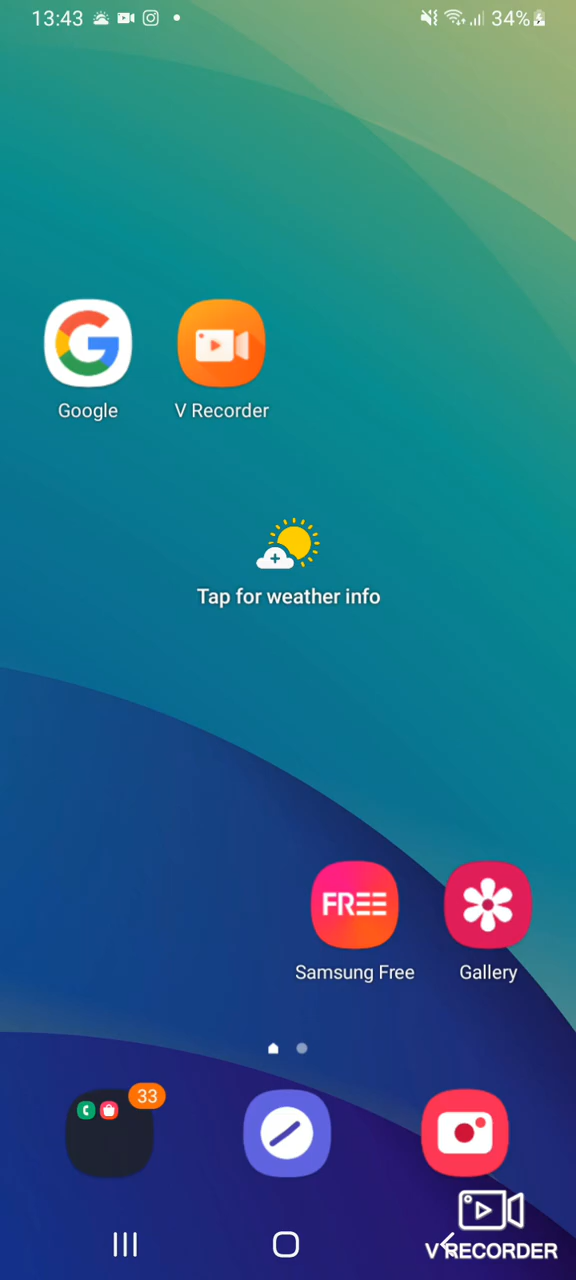 13:43
34%
Google
V Recorder
Tap for weather info
FREE
Samsung Free
Gallery
33
V RECORDER